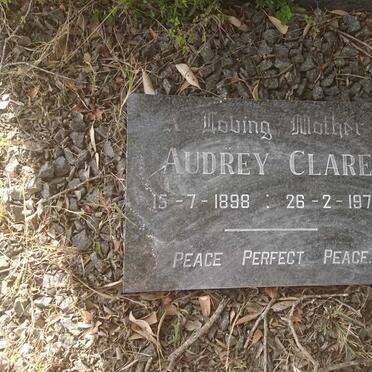 A Loving Mother
AUDREY CLARE
15-7-1898 : 26-2-197
PEACE PERFECT PEACE.